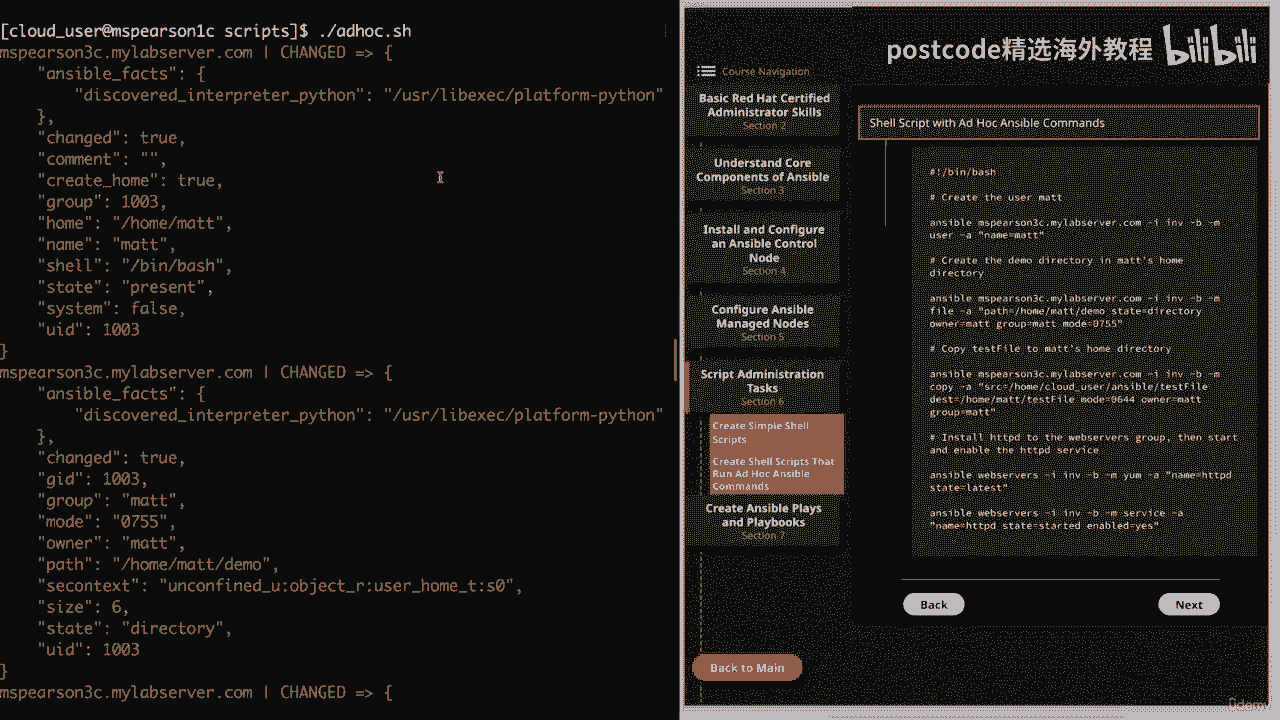 [cloud_user@mspearson1c scripts]$ ./adhoc.sh
mspearson3c.mylabserver.com | CHANGED => {
    "ansible_facts": {
        "discovered_interpreter_python": "/usr/libexec/platform-python"
    },
    "changed": true,
    "comment": "",
    "create_home": true,
    "group": 1003,
    "home": "/home/matt",
    "name": "matt",
    "shell": "/bin/bash",
    "state": "present",
    "system": false,
    "uid": 1003
}
mspearson3c.mylabserver.com | CHANGED => {
    "ansible_facts": {
        "discovered_interpreter_python": "/usr/libexec/platform-python"
    },
    "changed": true,
    "gid": 1003,
    "group": "matt",
    "mode": "0755",
    "owner": "matt",
    "path": "/home/matt/demo",
    "secontext": "unconfined_u:object_r:user_home_t:s0",
    "size": 6,
    "state": "directory",
    "uid": 1003
}
mspearson3c.mylabserver.com | CHANGED => {
postcode精选海外教程 bilibili
Course Navigation
Basic Red Hat Certified
Administrator Skills
Section 2
Understand Core
Components of Ansible
Section 3
Install and Configure
an Ansible Control
Node
Section 4
Configure Ansible
Managed Nodes
Section 5
Script Administration
Tasks
Section 6
Create Simple Shell
Scripts
Create Shell Scripts That
Run Ad Hoc Ansible
Commands
Create Ansible Plays
and Playbooks
Section 7
Back to Main
Shell Script with Ad Hoc Ansible Commands
#!/bin/bash
# Create the user matt
ansible mspearson3c.mylabserver.com -i inv -b -m
user -a "name=matt"
# Create the demo directory in matt's home
directory
ansible mspearson3c.mylabserver.com -i inv -b -m
file -a "path=/home/matt/demo state=directory
owner=matt group=matt mode=0755"
# Copy testFile to matt's home directory
ansible mspearson3c.mylabserver.com -i inv -b -m
copy -a "src=/home/cloud_user/ansible/testFile
dest=/home/matt/testFile mode=0644 owner=matt
group=matt"
# Install httpd to the webservers group, then start
and enable the httpd service
ansible webservers -i inv -b -m yum -a "name=httpd
state=latest"
ansible webservers -i inv -b -m service -a
"name=httpd state=started enabled=yes"
Back
Next
ûdemy